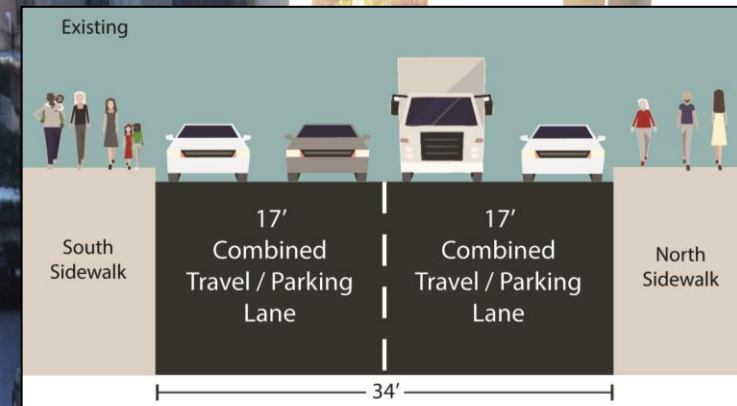 Existing
South
Sidewalk
17'
Combined
Travel / Parking
Lane
17'
Combined
Travel / Parking
Lane
North
Sidewalk
34'